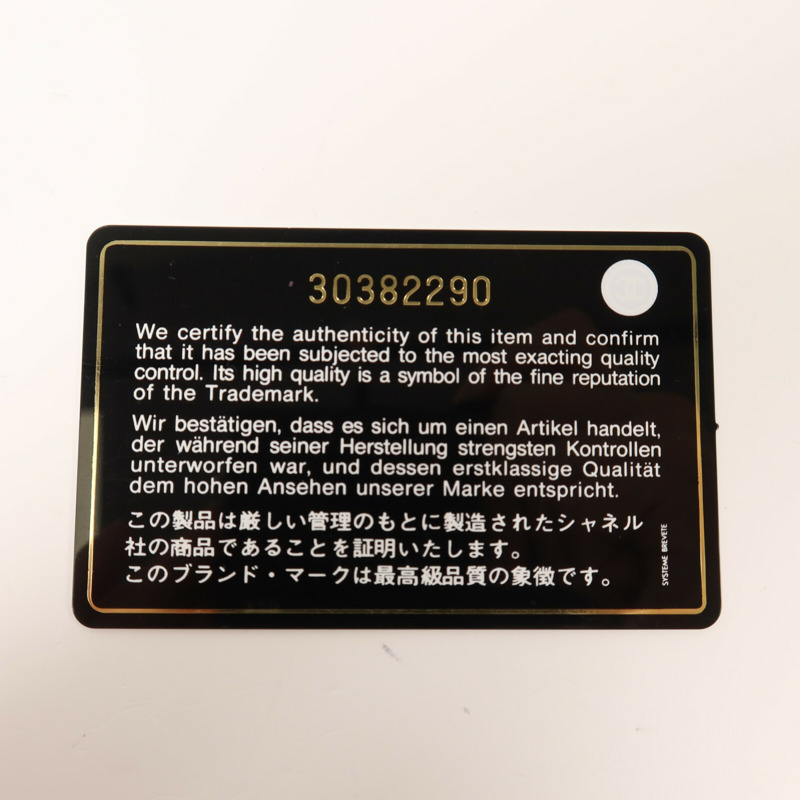 30382290
We certify the authenticity of this item and confirm
that it has been subjected to the most exacting quality
control. Its high quality is a symbol of the fine reputation
of the Trademark.
Wir bestätigen, dass es sich um einen Artikel handelt,
der während seiner Herstellung strengsten Kontrollen
unterworfen war, und dessen erstklassige Qualität
dem hohen Ansehen unserer Marke entspricht.
この製品は厳しい管理のもとに製造されたシャネル
社の商品であることを証明いたします。
このブランド・マークは最高級品質の象徴です。
SYSTEME BREVETE